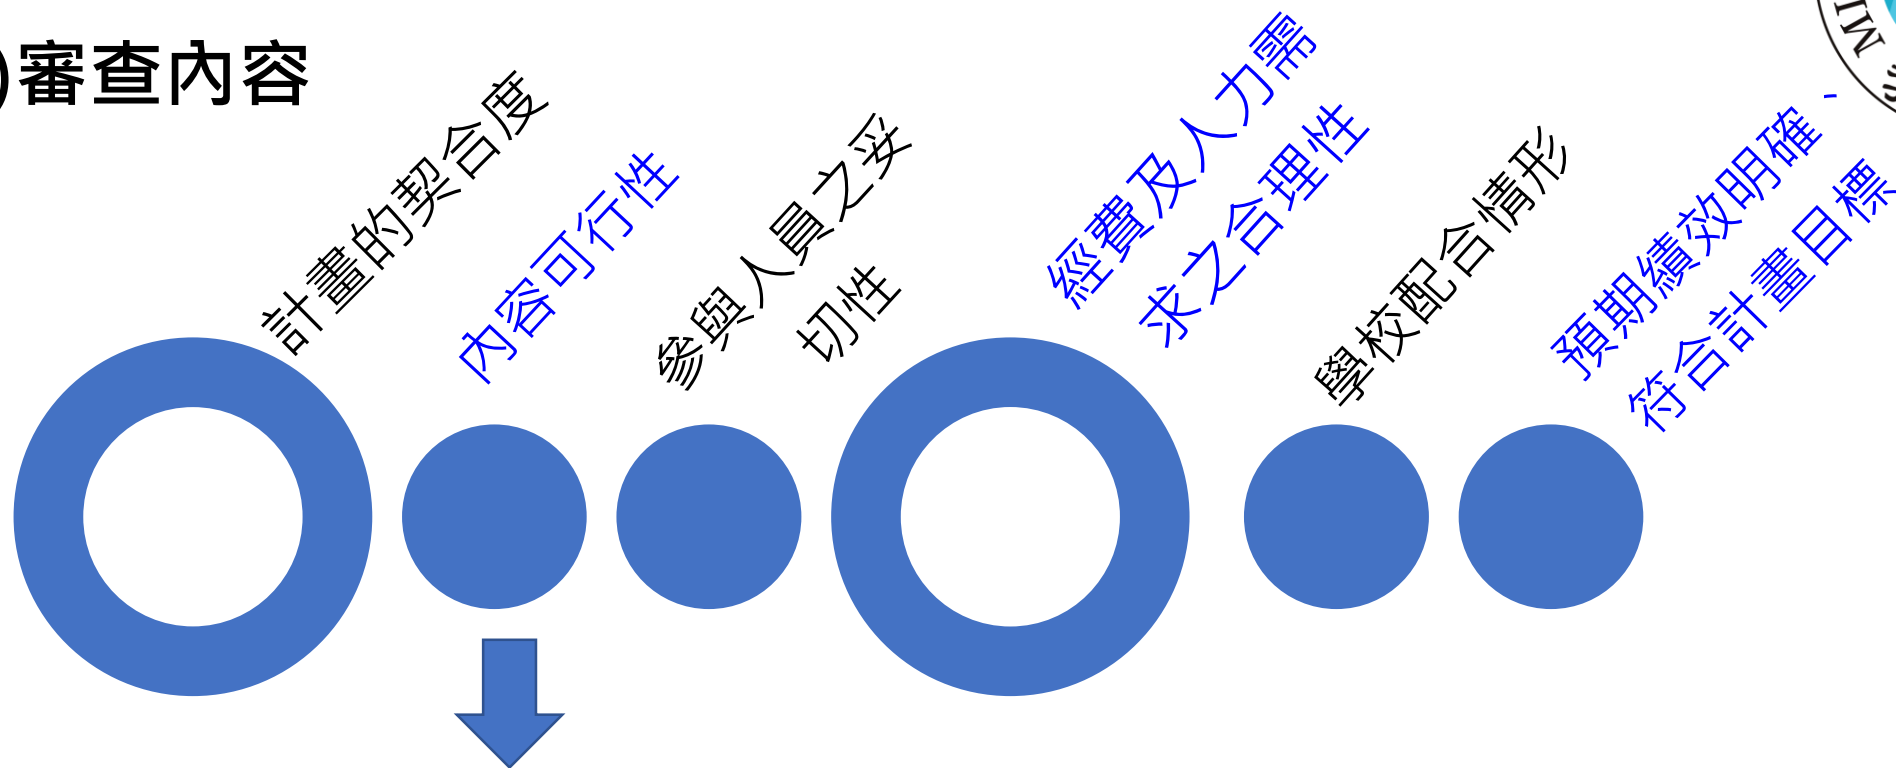 )審查內容
計畫的契合度
內容可行性
參與人員之妥
切性
經費及人力需
求之合理性
學校配合情形
預期績效明確、
符合計畫目標
MI